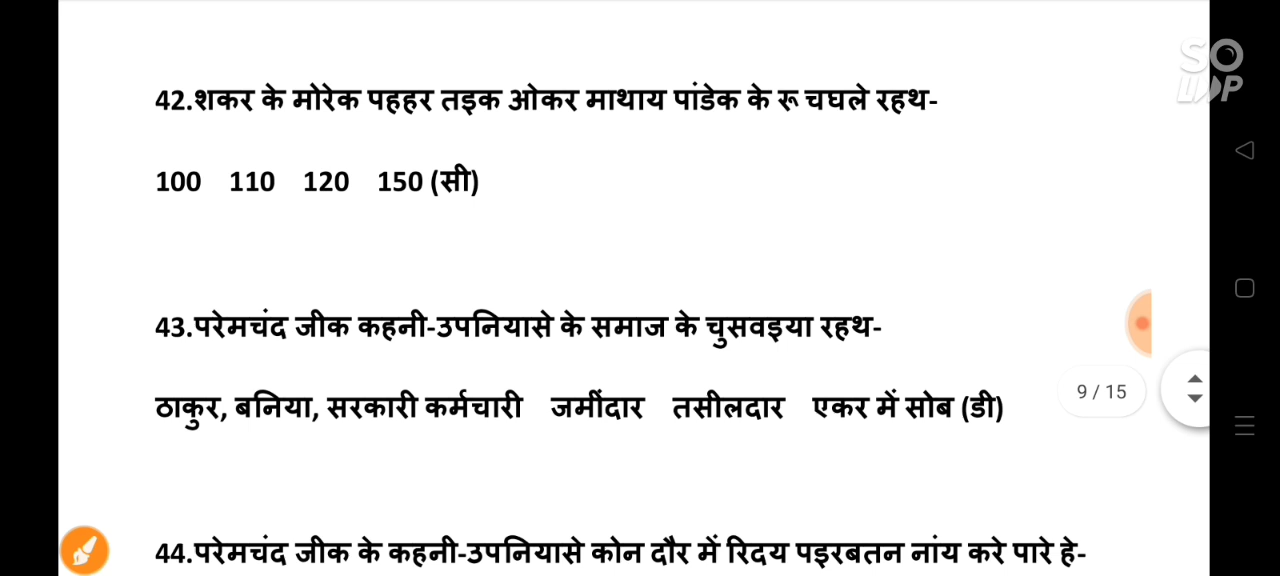 42.शकर के मोरेक पहहर तइक ओकर माथाय पांडेक के रू चघले रहथ-
100 110 120 150 (सी)
43.परेमचंद जीक कहनी-उपनियासे के समाज के चुसवइया रहथ-
ठाकुर, बनिया, सरकारी कर्मचारी जमींदार तसीलदार एकर में सोब (डी)
9 / 15
44.परेमचंद जीक के कहनी-उपनियासे कोन दौर में रिदय पइरबतन नांय करे पारे हे-